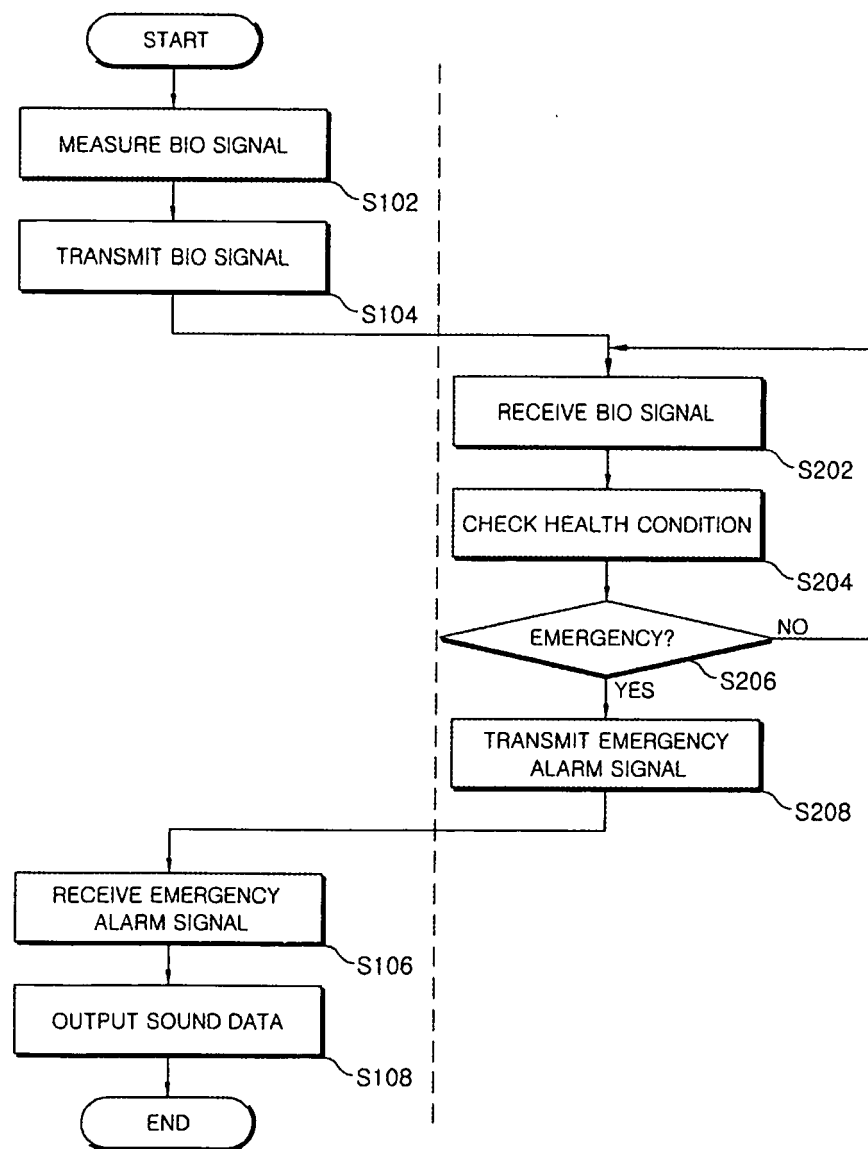 START
MEASURE BIO SIGNAL
S102
TRANSMIT BIO SIGNAL
S104
RECEIVE BIO SIGNAL
S202
CHECK HEALTH CONDITION
S204
EMERGENCY?
NO
S206
YES
TRANSMIT EMERGENCY
ALARM SIGNAL
S208
RECEIVE EMERGENCY
ALARM SIGNAL
S106
OUTPUT SOUND DATA
S108
END